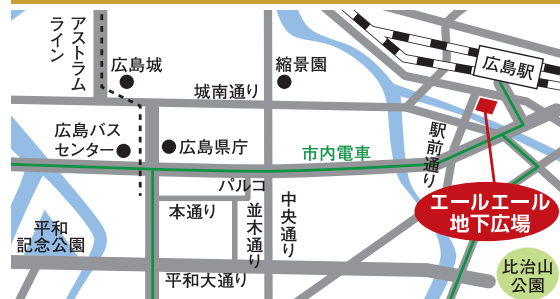 アストラム
ライン
広島城
縮景園
広島駅
城南通り
広島バス
センター
広島県庁
市内電車
駅前通り
エールエール
地下広場
パルコ
本通り
並木通り
中央通り
平和
記念公園
平和大通り
比治山
公園